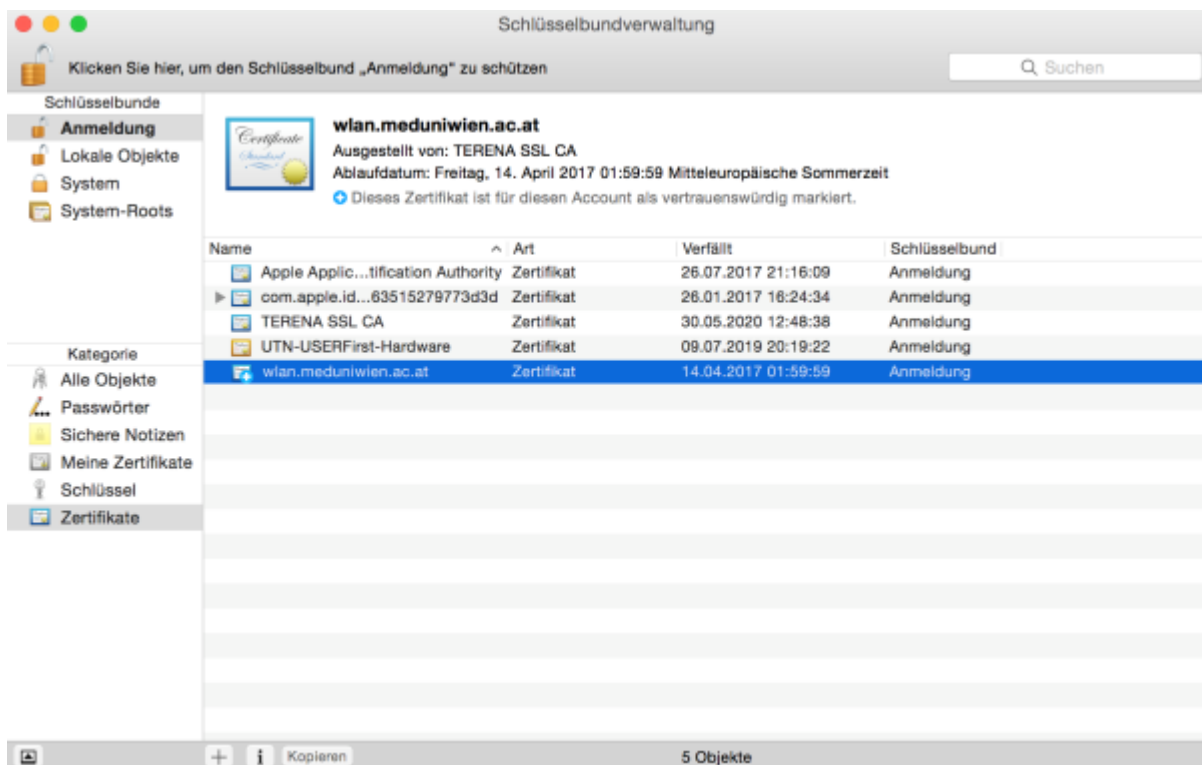 Schlüsselbundverwaltung
Klicken Sie hier, um den Schlüsselbund „Anmeldung“ zu schützen
Suchen
Schlüsselbunde
Anmeldung
Lokale Objekte
System
System-Roots
Certificate
Standard
wlan.meduniwien.ac.at
Ausgestellt von: TERENA SSL CA
Ablaufdatum: Freitag, 14. April 2017 01:59:59 Mitteleuropäische Sommerzeit
Dieses Zertifikat ist für diesen Account als vertrauenswürdig markiert.
Name Art Verfällt Schlüsselbund
Apple Applic...tification Authority Zertifikat 26.07.2017 21:16:09 Anmeldung
com.apple.id...63515279773d3d Zertifikat 26.01.2017 16:24:34 Anmeldung
TERENA SSL CA Zertifikat 30.05.2020 12:48:38 Anmeldung
UTN-USERFirst-Hardware Zertifikat 09.07.2019 20:19:22 Anmeldung
wlan.meduniwien.ac.at Zertifikat 14.04.2017 01:59:59 Anmeldung
Kategorie
Alle Objekte
Passwörter
Sichere Notizen
Meine Zertifikate
Schlüssel
Zertifikate
Kopieren
5 Objekte